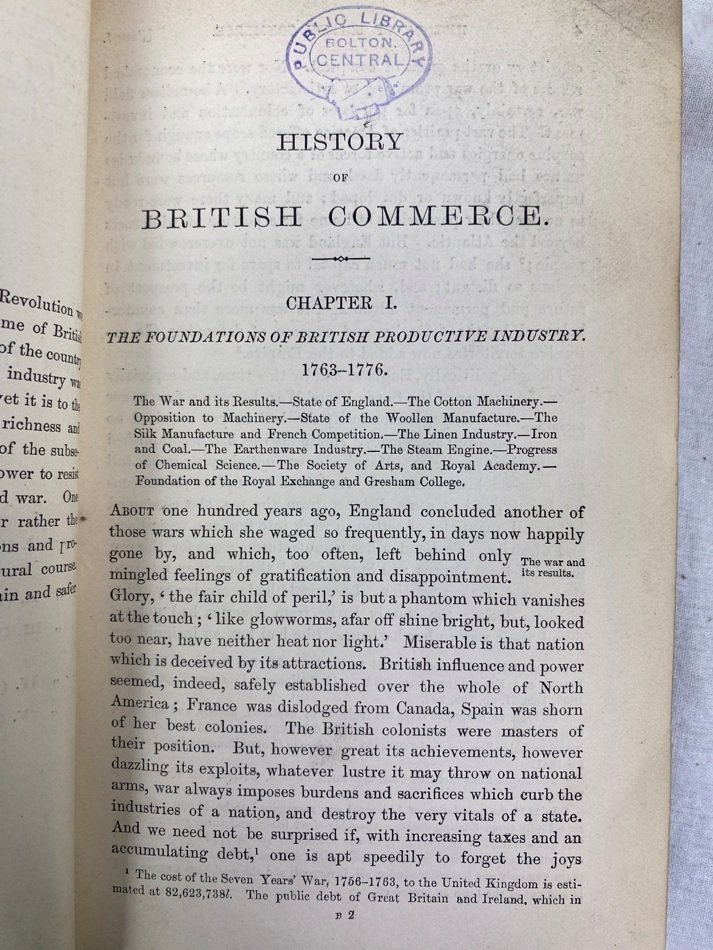 PUBLIC LIBRARY
BOLTON.
CENTRAL
HISTORY
OF
BRITISH COMMERCE.
CHAPTER I.
THE FOUNDATIONS OF BRITISH PRODUCTIVE INDUSTRY.
1763–1776.
The War and its Results.—State of England.—The Cotton Machinery.—
Opposition to Machinery.—State of the Woollen Manufacture.—The
Silk Manufacture and French Competition.—The Linen Industry.—Iron
and Coal.—The Earthenware Industry.—The Steam Engine.—Progress
of Chemical Science.—The Society of Arts, and Royal Academy.—
Foundation of the Royal Exchange and Gresham College.
ABOUT one hundred years ago, England concluded another of
those wars which she waged so frequently, in days now happily
gone by, and which, too often, left behind only
mingled feelings of gratification and disappointment.
The war and
its results.
Glory, ‘the fair child of peril,’ is but a phantom which vanishes
at the touch; ‘like glowworms, afar off shine bright, but, looked
too near, have neither heat nor light.’ Miserable is that nation
which is deceived by its attractions. British influence and power
seemed, indeed, safely established over the whole of North
America; France was dislodged from Canada, Spain was shorn
of her best colonies. The British colonists were masters of
their position. But, however great its achievements, however
dazzling its exploits, whatever lustre it may throw on national
arms, war always imposes burdens and sacrifices which curb the
industries of a nation, and destroy the very vitals of a state.
And we need not be surprised if, with increasing taxes and an
accumulating debt,¹ one is apt speedily to forget the joys
¹ The cost of the Seven Years’ War, 1756–1763, to the United Kingdom is esti-
mated at 82,623,738l. The public debt of Great Britain and Ireland, which in
B 2
Revolution
me of British
of the country
industry was
yet it is to the
richness and
of the subse-
ower to resist
d war. One
r rather the
ons and pro-
ural course.
ain and safer